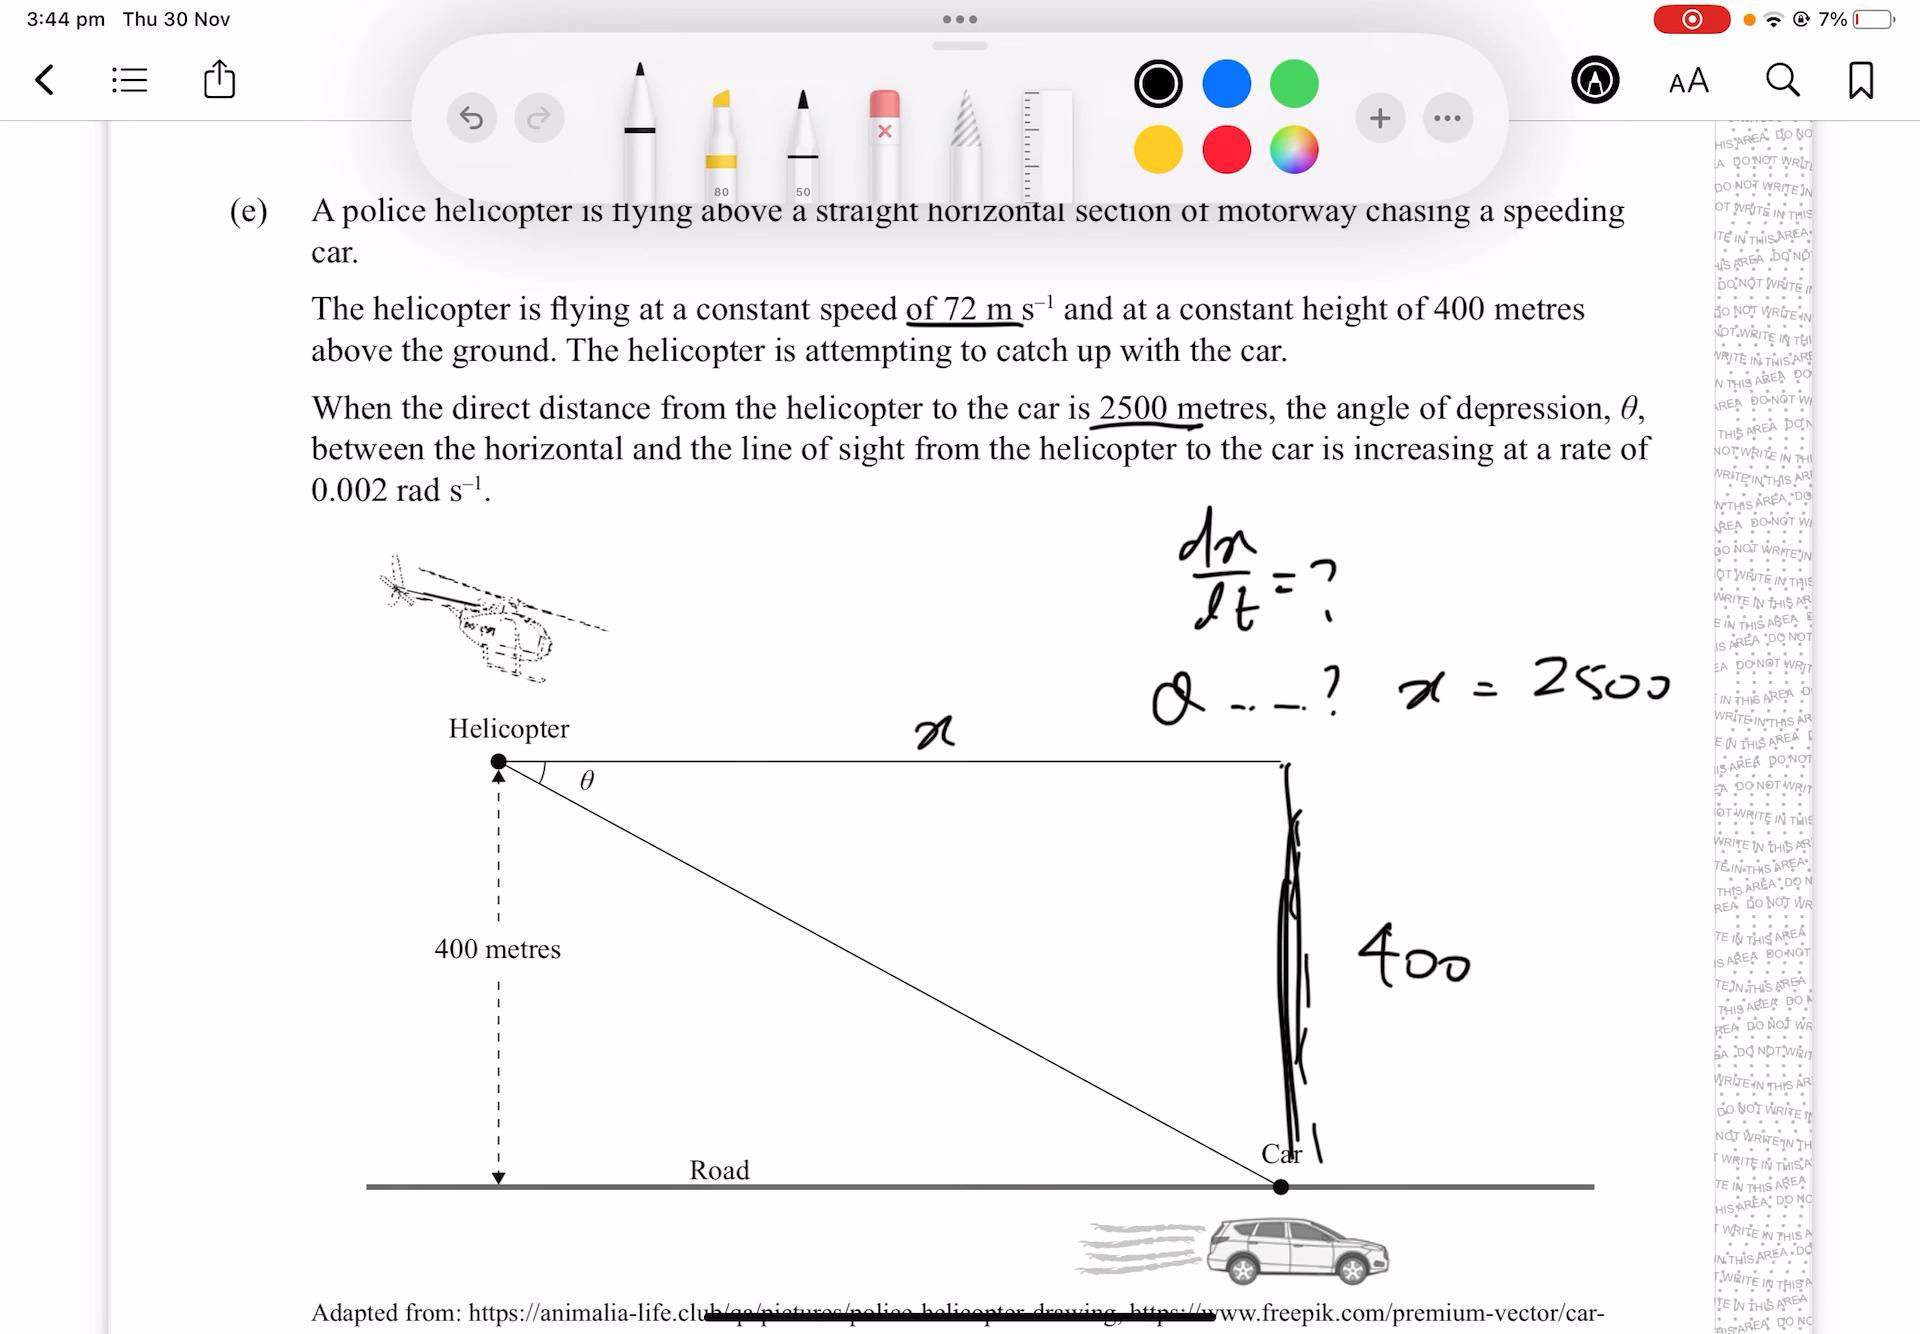 3:44 pm Thu 30 Nov
7%
AA
80
50
(e) A police helicopter is flying above a straight horizontal section of motorway chasing a speeding
car.
The helicopter is flying at a constant speed of 72 m s⁻¹ and at a constant height of 400 metres
above the ground. The helicopter is attempting to catch up with the car.
When the direct distance from the helicopter to the car is 2500 metres, the angle of depression, θ,
between the horizontal and the line of sight from the helicopter to the car is increasing at a rate of
0.002 rad s⁻¹.
dx/dt = ?
? x = 2500
Helicopter
x
θ
400 metres
400
Car
Road
Adapted from: https://animalia-life.club/qa/pictures/police-helicopter-drawing, https://www.freepik.com/premium-vector/car-